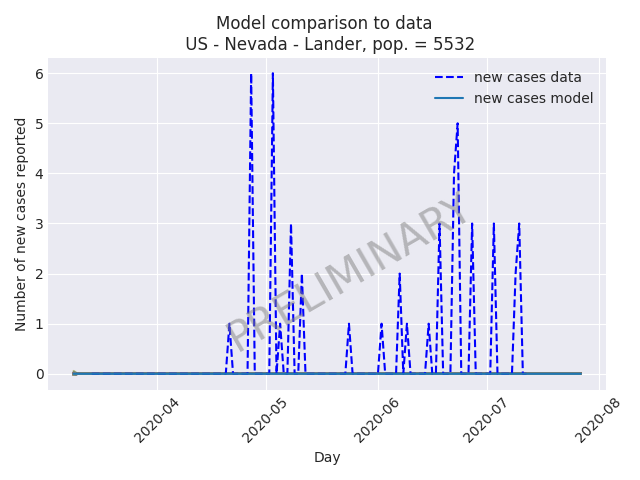 Model comparison to data
US - Nevada - Lander, pop. = 5532
6
5
4
3
2
1
0
Number of new cases reported
new cases data
new cases model
PRELIMINARY
2020-04
2020-05
2020-06
2020-07
2020-08
Day